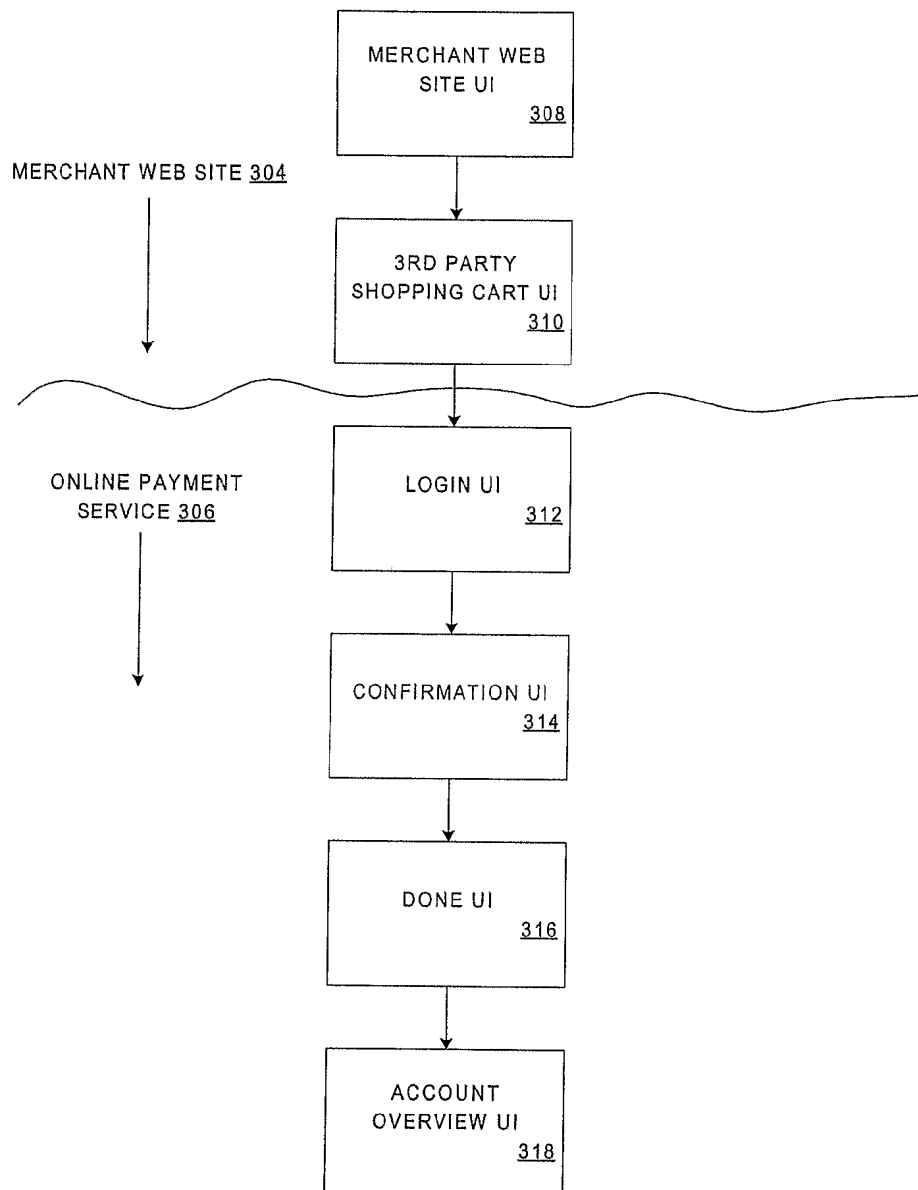 MERCHANT WEB
SITE UI
308
MERCHANT WEB SITE 304
3RD PARTY
SHOPPING CART UI
310
ONLINE PAYMENT
SERVICE 306
LOGIN UI
312
CONFIRMATION UI
314
DONE UI
316
ACCOUNT
OVERVIEW UI
318